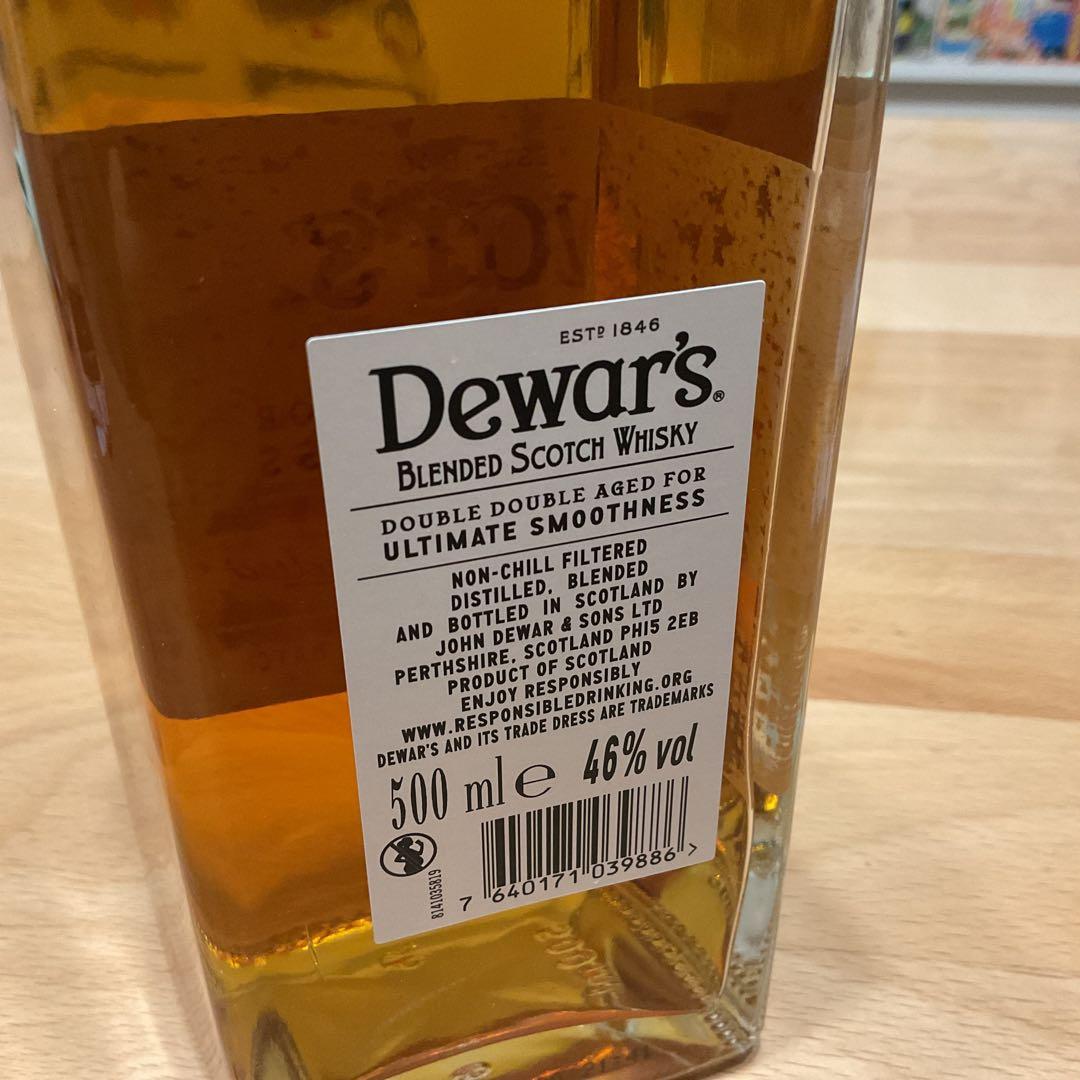 ESTD 1846
Dewar's®
BLENDED SCOTCH WHISKY
DOUBLE DOUBLE AGED FOR
ULTIMATE SMOOTHNESS
NON-CHILL FILTERED
DISTILLED, BLENDED
AND BOTTLED IN SCOTLAND BY
JOHN DEWAR & SONS LTD
PERTHSHIRE, SCOTLAND PH15 2EB
PRODUCT OF SCOTLAND
ENJOY RESPONSIBLY
WWW.RESPONSIBLEDRINKING.ORG
DEWAR'S AND ITS TRADE DRESS ARE TRADEMARKS
500 ml e 46% vol
8141035819
7 640171 039886 >